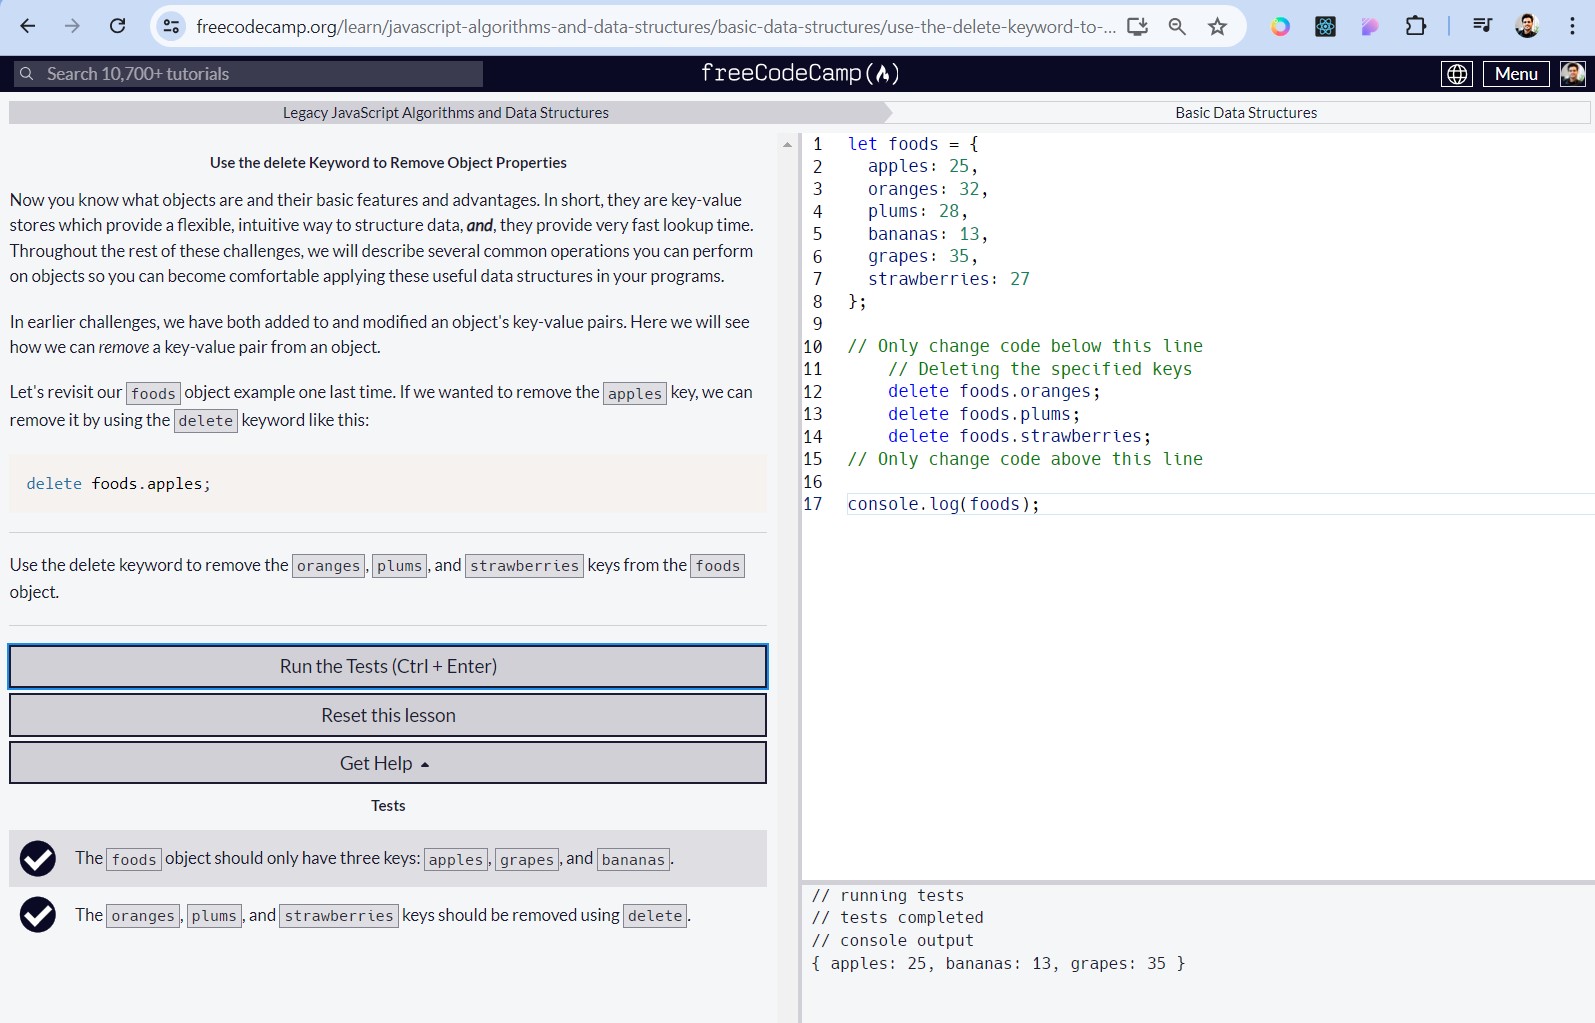 freecodecamp.org/learn/javascript-algorithms-and-data-structures/basic-data-structures/use-the-delete-keyword-to-...
Search 10,700+ tutorials
freeCodeCamp
Menu
Legacy JavaScript Algorithms and Data Structures
Basic Data Structures
Use the delete Keyword to Remove Object Properties
Now you know what objects are and their basic features and advantages. In short, they are key-value
stores which provide a flexible, intuitive way to structure data, and, they provide very fast lookup time.
Throughout the rest of these challenges, we will describe several common operations you can perform
on objects so you can become comfortable applying these useful data structures in your programs.
In earlier challenges, we have both added to and modified an object's key-value pairs. Here we will see
how we can remove a key-value pair from an object.
Let's revisit our foods object example one last time. If we wanted to remove the apples key, we can
remove it by using the delete keyword like this:
delete foods.apples;
Use the delete keyword to remove the oranges, plums, and strawberries keys from the foods
object.
Run the Tests (Ctrl + Enter)
Reset this lesson
Get Help
Tests
The foods object should only have three keys: apples, grapes, and bananas.
The oranges, plums, and strawberries keys should be removed using delete.
1 let foods = {
2 apples: 25,
3 oranges: 32,
4 plums: 28,
5 bananas: 13,
6 grapes: 35,
7 strawberries: 27
8 };
9
10 // Only change code below this line
11 // Deleting the specified keys
12 delete foods.oranges;
13 delete foods.plums;
14 delete foods.strawberries;
15 // Only change code above this line
16
17 console.log(foods);
// running tests
// tests completed
// console output
{ apples: 25, bananas: 13, grapes: 35 }